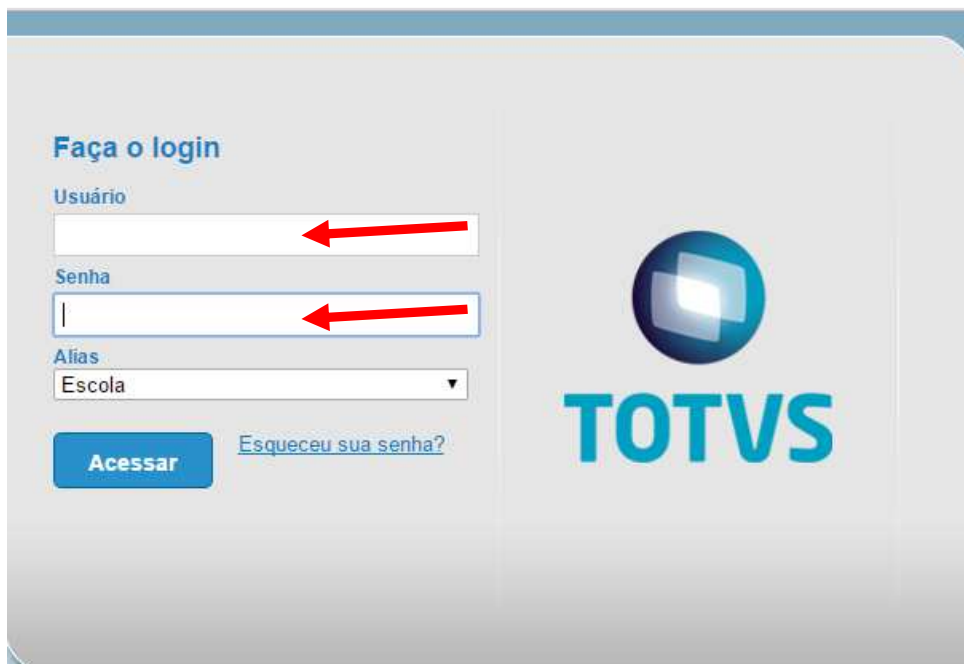 Faça o login
Usuário
Senha
Alias
Escola
Acessar
Esqueceu sua senha?
TOTVS